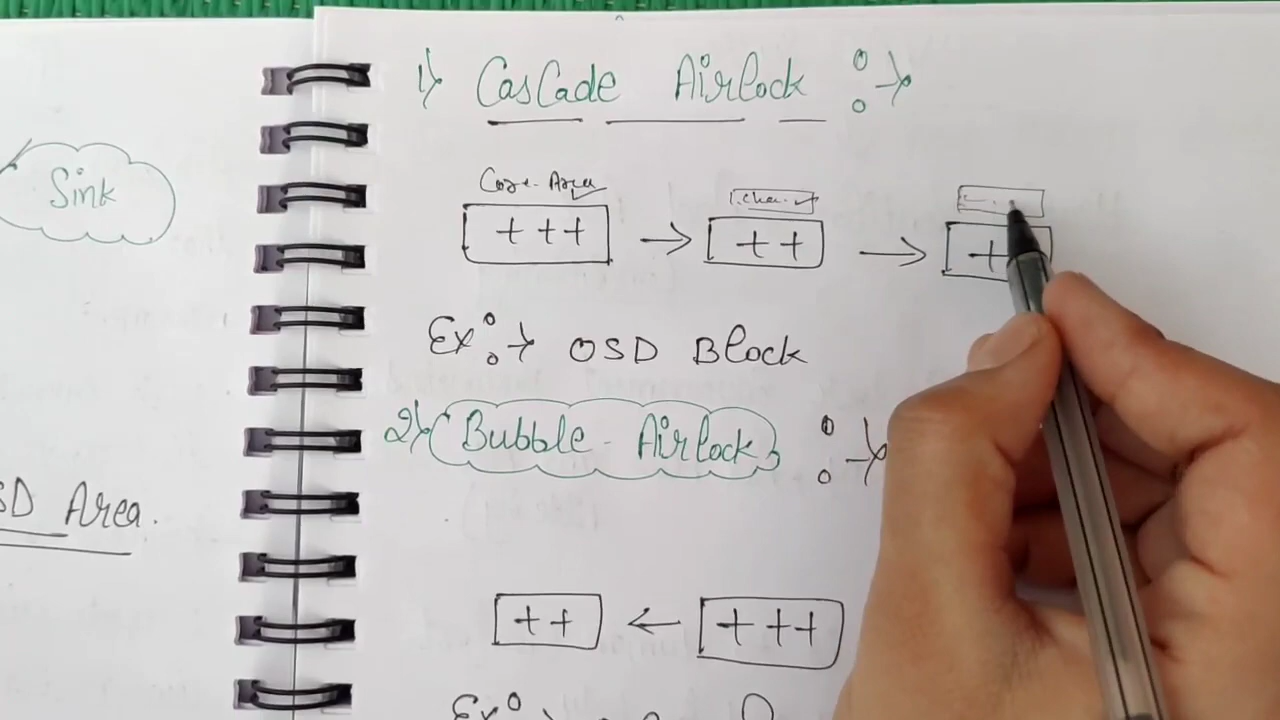 Sink
SD Area.
1) CasCade Airlock :→
Core Area ✓
+++ → ++ → +
Ex :→ OSD Block
2) Bubble-Airlock :→
++ ← +++
Ex :→